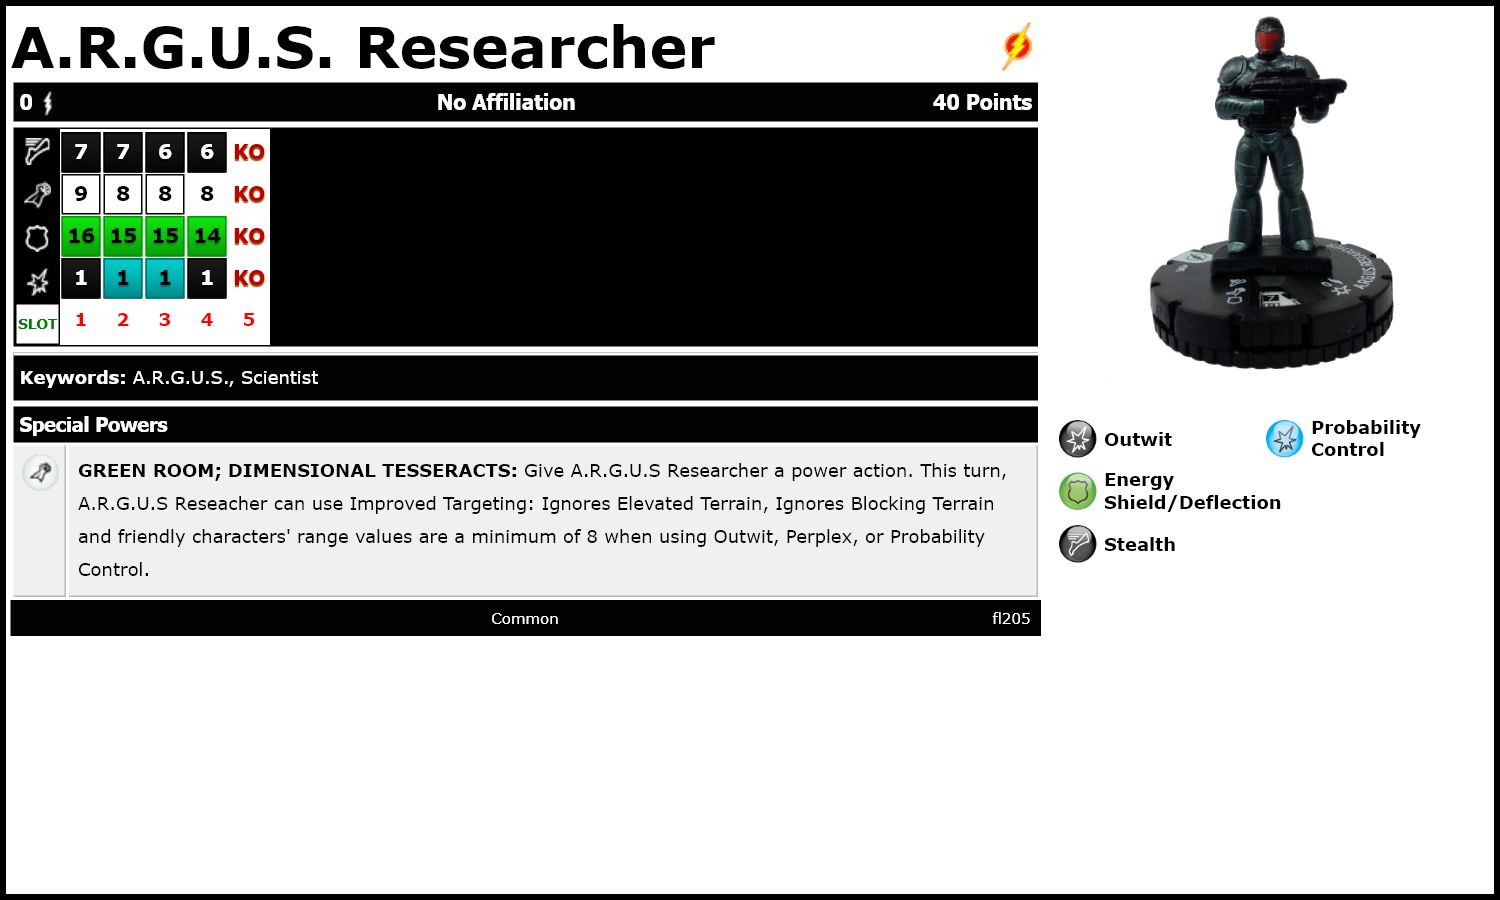 A.R.G.U.S. Researcher
0 No Affiliation 40 Points
7 7 6 6 KO
9 8 8 8 KO
16 15 15 14 KO
1 1 1 1 KO
SLOT 1 2 3 4 5
Keywords: A.R.G.U.S., Scientist
Special Powers
GREEN ROOM; DIMENSIONAL TESSERACTS: Give A.R.G.U.S Researcher a power action. This turn,
A.R.G.U.S Reseacher can use Improved Targeting: Ignores Elevated Terrain, Ignores Blocking Terrain
and friendly characters' range values are a minimum of 8 when using Outwit, Perplex, or Probability
Control.
Common fl205
Outwit
Probability
Control
Energy
Shield/Deflection
Stealth